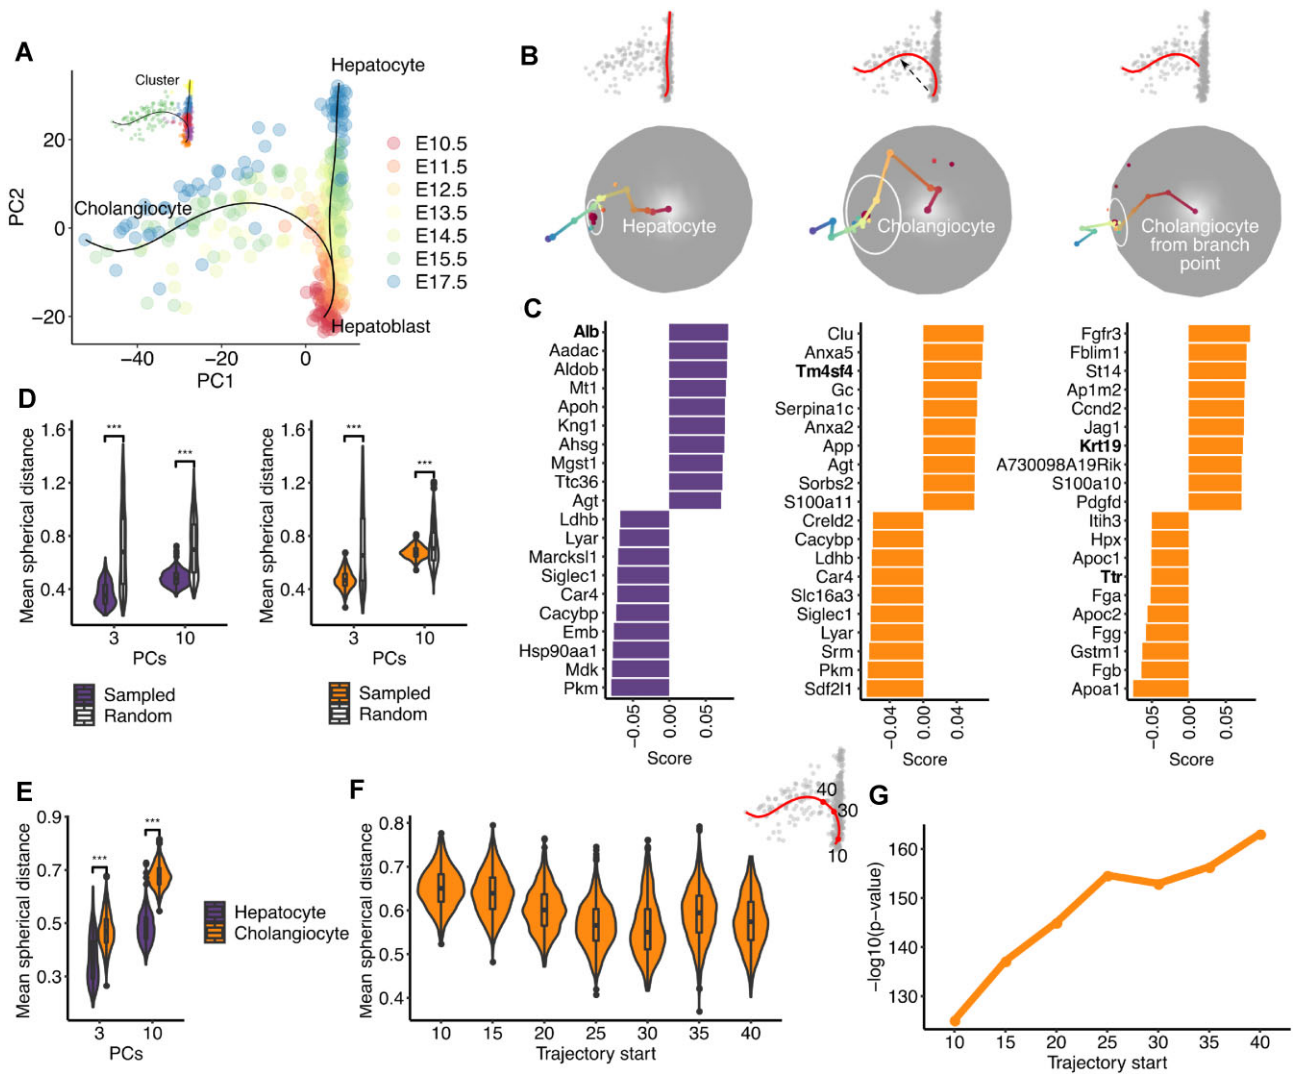 A
Cluster
Hepatocyte
Cholangiocyte
Hepatoblast
PC2
20
0
−20
−40
−20
0
PC1
E10.5
E11.5
E12.5
E13.5
E14.5
E15.5
E17.5
B
Hepatocyte
Cholangiocyte
Cholangiocyte
from branch
point
C
Alb
Aadac
Aldob
Mt1
Apoh
Kng1
Ahsg
Mgst1
Ttc36
Agt
Ldhb
Lyar
Marcksl1
Siglec1
Car4
Cacybp
Emb
Hsp90aa1
Mdk
Pkm
−0.05
0.00
0.05
Score
Clu
Anxa5
Tm4sf4
Gc
Serpina1c
Anxa2
App
Agt
Sorbs2
S100a11
Creld2
Cacybp
Ldhb
Car4
Slc16a3
Siglec1
Lyar
Srm
Pkm
Sdf2l1
−0.04
0.00
0.04
Score
Fgfr3
Fblim1
St14
Ap1m2
Ccnd2
Jag1
Krt19
A730098A19Rik
S100a10
Pdgfd
Itih3
Hpx
Apoc1
Ttr
Fga
Apoc2
Fgg
Gstm1
Fgb
Apoa1
−0.05
0.00
0.05
Score
D
Mean spherical distance
1.6
1.2
0.8
0.4
***
***
3
10
PCs
Sampled
Random
Mean spherical distance
1.6
1.2
0.8
0.4
***
***
3
10
PCs
Sampled
Random
E
Mean spherical distance
0.9
0.7
0.5
0.3
***
***
3
10
PCs
Hepatocyte
Cholangiocyte
F
Mean spherical distance
0.8
0.7
0.6
0.5
0.4
10
15
20
25
30
35
40
Trajectory start
40
30
10
G
−log10(p−value)
160
150
140
130
10
15
20
25
30
35
40
Trajectory start